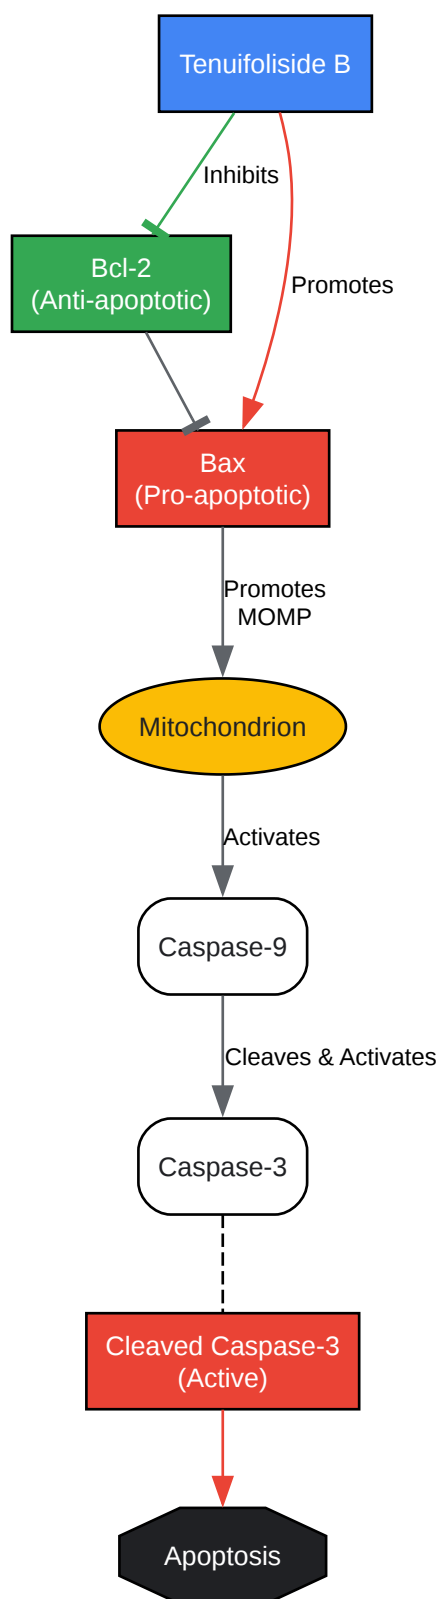 Tenuifoliside B
Inhibits
Bcl-2
(Anti-apoptotic)
Promotes
Bax
(Pro-apoptotic)
Promotes
MOMP
Mitochondrion
Activates
Caspase-9
Cleaves & Activates
Caspase-3
Cleaved Caspase-3
(Active)
Apoptosis